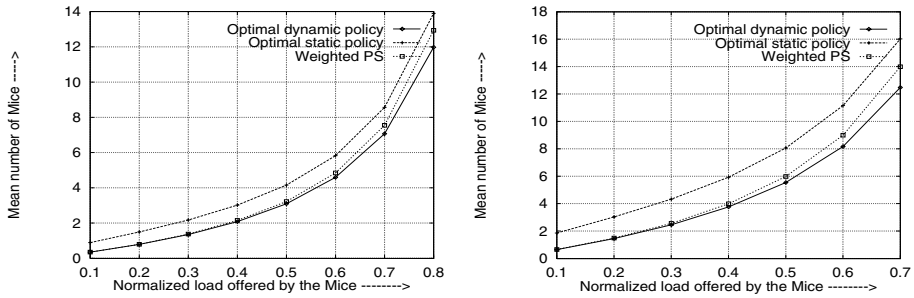 14
12
10
8
6
4
2
0
Mean number of Mice ----->
Optimal dynamic policy
Optimal static policy
Weighted PS
0.1 0.2 0.3 0.4 0.5 0.6 0.7 0.8
Normalized load offered by the Mice -------->
18
16
14
12
10
8
6
4
2
0
Mean number of Mice ----->
Optimal dynamic policy
Optimal static policy
Weighted PS
0.1 0.2 0.3 0.4 0.5 0.6 0.7
Normalized load offered by the Mice -------->